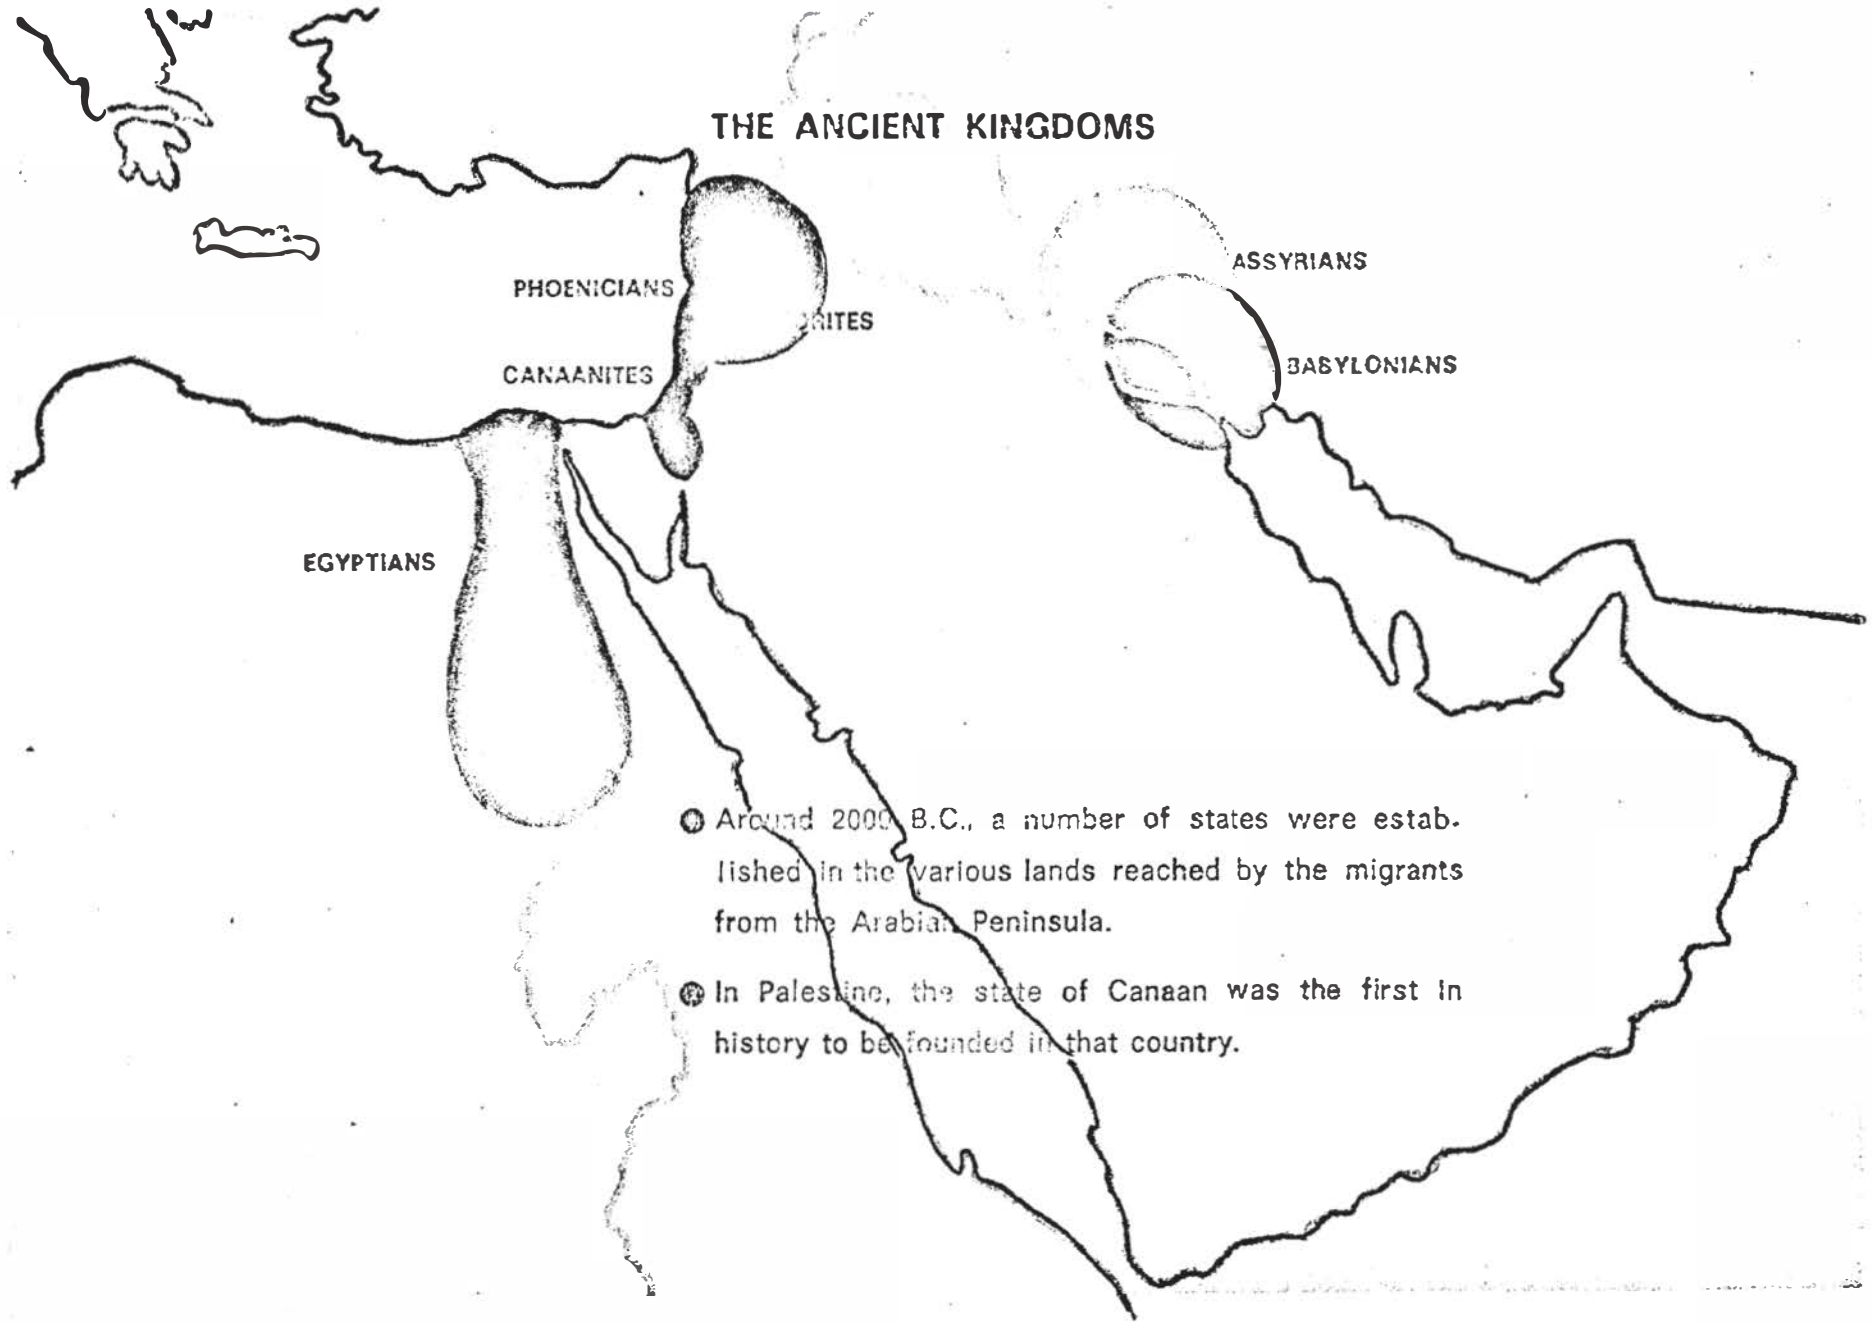 THE ANCIENT KINGDOMS
ASSYRIANS
PHOENICIANS
BABYLONIANS
CANAANITES
EGYPTIANS
Around 2000 B.C., a number of states were estab-
lished in the various lands reached by the migrants
from the Arabian Peninsula.
In Palestine, the state of Canaan was the first in
history to be founded in that country.